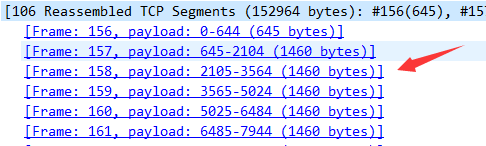 [106 Reassembled TCP Segments (152964 bytes): #156(645), #157
[Frame: 156, payload: 0-644 (645 bytes)]
[Frame: 157, payload: 645-2104 (1460 bytes)]
[Frame: 158, payload: 2105-3564 (1460 bytes)]
[Frame: 159, payload: 3565-5024 (1460 bytes)]
[Frame: 160, payload: 5025-6484 (1460 bytes)]
[Frame: 161, payload: 6485-7944 (1460 bytes)]